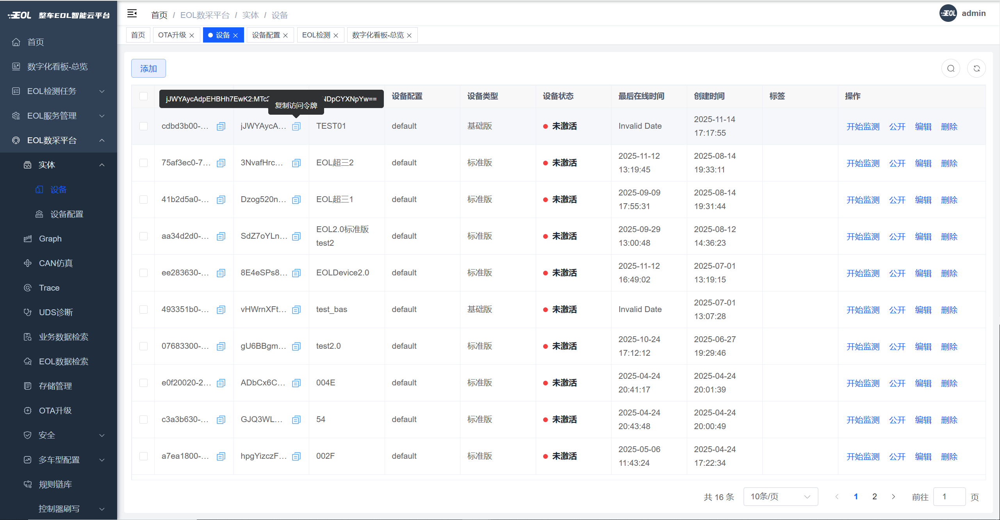 EOL 整车EOL智能云平台
首页 / EOL数采平台 / 实体 / 设备
EOL admin
首页
OTA升级
设备
设备配置
EOL检测
数字化看板-总览
首页
数字化看板-总览
EOL检测任务
EOL服务管理
EOL数采平台
实体
设备
设备配置
Graph
CAN仿真
Trace
UDS诊断
业务数据检索
EOL数据检索
存储管理
OTA升级
安全
多车型配置
规则链库
控制器刷写
添加
jJWYAycAdpEHBHh7EwK2:MTc2 NDpCYXNpYw==
复制访问令牌
设备配置 设备类型 设备状态 最后在线时间 创建时间 标签 操作
cdbd3b00-... jJWYAycA... TEST01 default 基础版 未激活 Invalid Date 2025-11-14 17:17:55 开始监测 公开 编辑 删除
75af3ec0-7... 3NvafHrc... EOL超三2 default 标准版 未激活 2025-11-12 13:19:45 2025-08-14 19:33:11 开始监测 公开 编辑 删除
41b2d5a0-... Dzog520n... EOL超三1 default 标准版 未激活 2025-09-09 17:55:31 2025-08-14 19:31:44 开始监测 公开 编辑 删除
aa34d2d0-... SdZ7oYLn... EOL2.0标准版 test2 default 标准版 未激活 2025-09-29 13:00:48 2025-08-12 14:36:23 开始监测 公开 编辑 删除
ee283630-... 8E4eSPs8... EOLDevice2.0 default 标准版 未激活 2025-11-12 16:49:02 2025-07-01 13:19:15 开始监测 公开 编辑 删除
493351b0-... vHWrnXFt... test_bas default 基础版 未激活 Invalid Date 2025-07-01 13:07:28 开始监测 公开 编辑 删除
07683300-... gU6BBgm... test2.0 default 标准版 未激活 2025-10-24 17:12:12 2025-06-27 19:29:46 开始监测 公开 编辑 删除
e0f20020-2... ADbCx6C... 004E default 标准版 未激活 2025-04-24 20:41:17 2025-04-24 20:01:39 开始监测 公开 编辑 删除
c3a3b630-... GJQ3WL... 54 default 标准版 未激活 2025-04-24 20:43:48 2025-04-24 20:00:49 开始监测 公开 编辑 删除
a7ea1800-... hpgYizczF... 002F default 标准版 未激活 2025-05-06 11:43:24 2025-04-24 17:22:34 开始监测 公开 编辑 删除
共 16 条 10条/页 1 2 前往 1 页